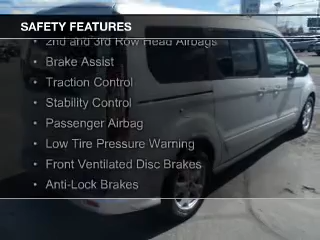 SAFETY FEATURES
• 2nd and 3rd Row Head Airbags
• Brake Assist
• Traction Control
• Stability Control
• Passenger Airbag
• Low Tire Pressure Warning
• Front Ventilated Disc Brakes
• Anti-Lock Brakes